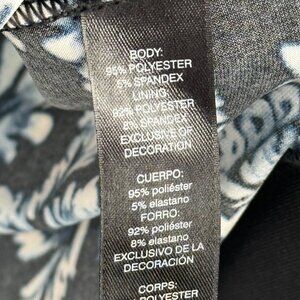 BODY:
95% POLYESTER
5% SPANDEX
LINING:
92% POLYESTER
8% SPANDEX
EXCLUSIVE OF
DECORATION
CUERPO:
95% poliéster
5% elastano
FORRO:
92% poliéster
8% elastano
EXCLUSIVO DE LA
DECORACIÓN
CORPS:
POLYESTER